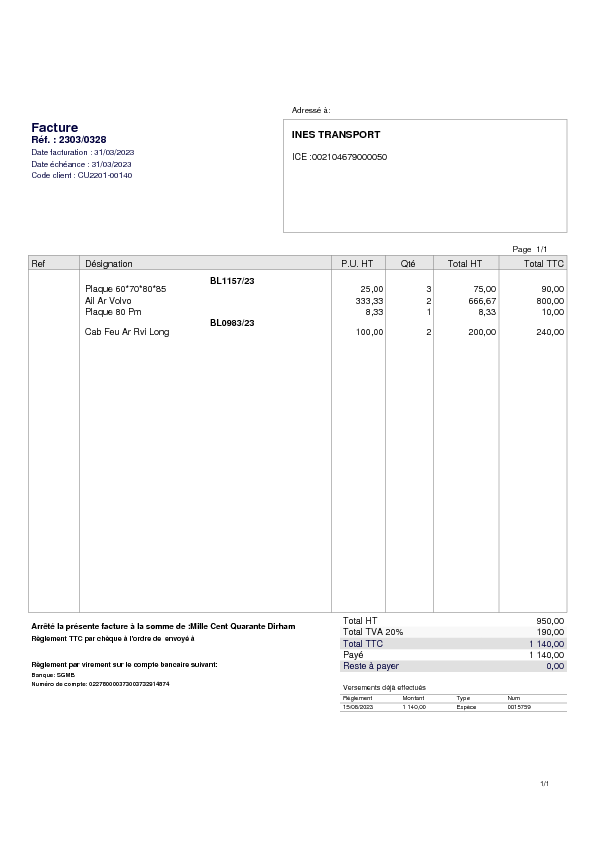 Adressé à:
Facture
Réf. : 2303/0328
Date facturation : 31/03/2023
Date échéance : 31/03/2023
Code client : CU2201-00140
INES TRANSPORT
ICE :002104679000050
Page 1/1
Ref Désignation P.U. HT Qté Total HT Total TTC
BL1157/23
Plaque 60*70*80*85 25,00 3 75,00 90,00
Ail Ar Volvo 333,33 2 666,67 800,00
Plaque 80 Pm 8,33 1 8,33 10,00
BL0983/23
Cab Feu Ar Rvi Long 100,00 2 200,00 240,00
Arrêté la présente facture à la somme de :Mille Cent Quarante Dirham
Règlement TTC par chèque à l'ordre de envoyé à
Règlement par virement sur le compte bancaire suivant:
Banque: SGMB
Numéro de compte:
Total HT 950,00
Total TVA 20% 190,00
Total TTC 1 140,00
Payé 1 140,00
Reste à payer 0,00
Versements déjà effectués
Règlement Montant Type Num
15/08/2023 1 140,00 Espèce 0015759
1/1